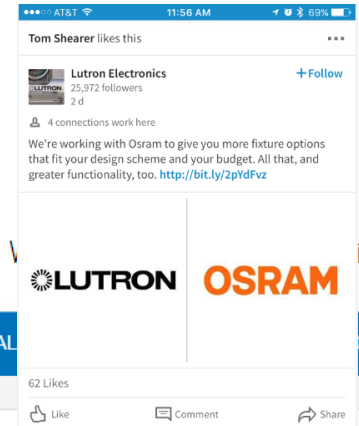 AT&T 11:56 AM 69%
Tom Shearer likes this
Lutron Electronics +Follow
LUTRON
25,972 followers
2 d
4 connections work here
We're working with Osram to give you more fixture options
that fit your design scheme and your budget. All that, and
greater functionality, too. http://bit.ly/2pYdFvz
LUTRON OSRAM
AL
62 Likes
Like Comment Share